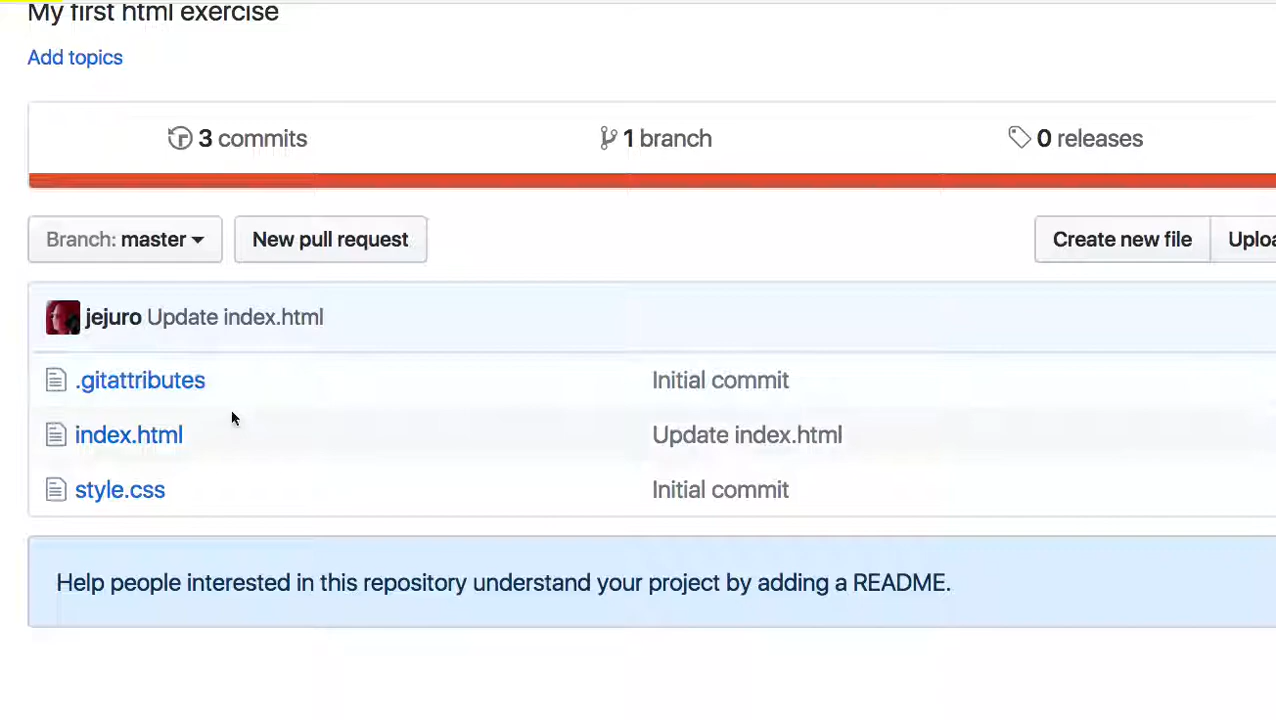 My first html exercise
Add topics
3 commits
1 branch
0 releases
Branch: master
New pull request
Create new file
jejuro Update index.html
.gitattributes
Initial commit
index.html
Update index.html
style.css
Initial commit
Help people interested in this repository understand your project by adding a README.